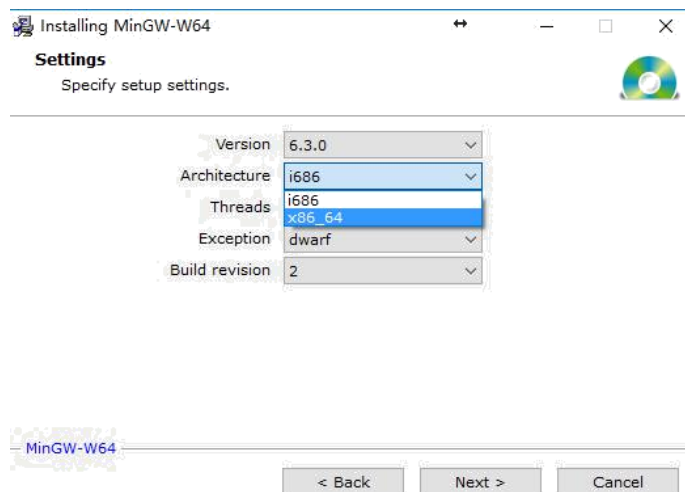 Installing MinGW-W64
Settings
Specify setup settings.
Version 6.3.0
Architecture i686
i686
Threads
x86_64
Exception dwarf
Build revision 2
MinGW-W64
< Back Next > Cancel